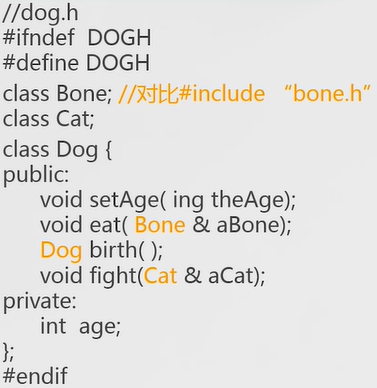 //dog.h
#ifndef  DOGH
#define DOGH
class Bone; //对比#include “bone.h”
class Cat;
class Dog {
public:
void setAge( ing theAge);
void eat( Bone & aBone);
Dog birth( );
void fight(Cat & aCat);
private:
int  age;
};
#endif